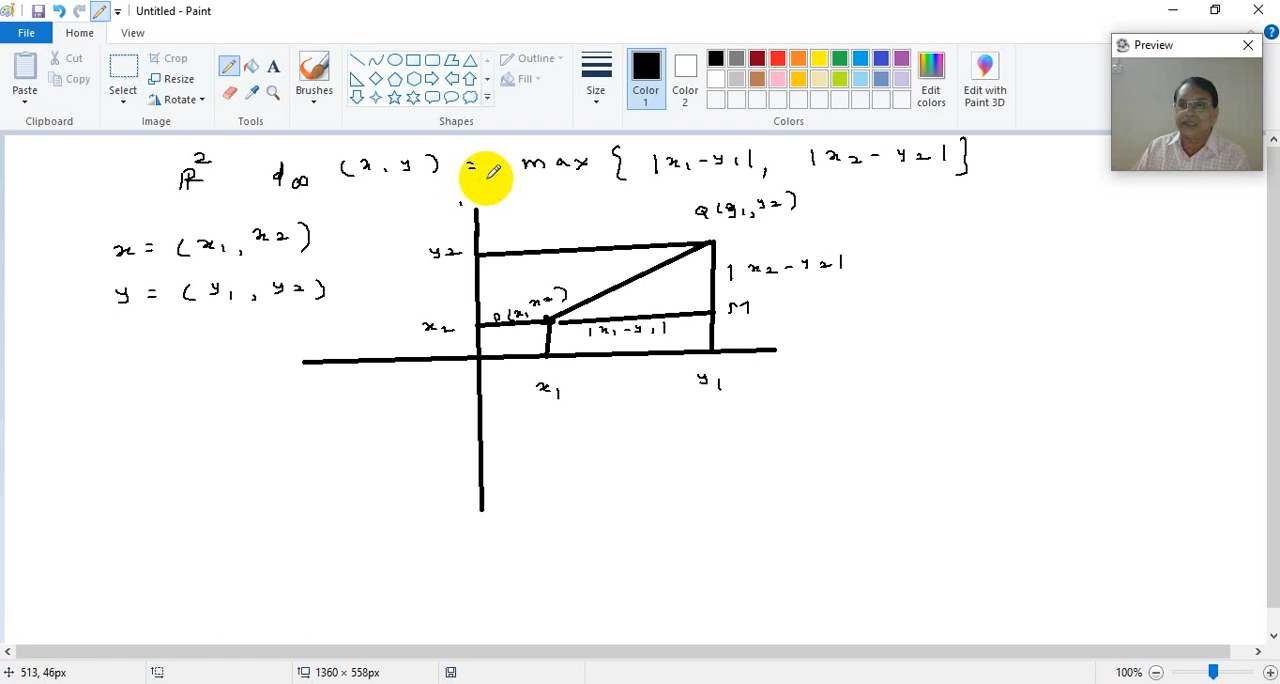 Untitled - Paint
File Home View
Preview
Paste Cut Copy
Clipboard
Select Crop Resize Rotate
Image
A
Tools
Brushes
Shapes
Outline Fill
Size
Color 1 Color 2
Edit colors
Colors
Edit with Paint 3D
ℝ² d∞ (x, y) = max { |x₁ - y₁|, |x₂ - y₂| }
x = (x₁, x₂)
y = (y₁, y₂)
Q(y₁, y₂)
y₂
|x₂ - y₂|
P(x₁, x₂)
M
x₂
|x₁ - y₁|
x₁
y₁
513, 46px
1360 × 558px
100%